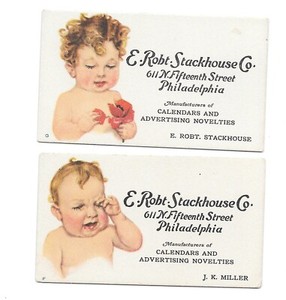 E. Robt. Stackhouse Co.
611 N. Fifteenth Street
Philadelphia
Manufacturers of
CALENDARS AND
ADVERTISING NOVELTIES
E. ROBT. STACKHOUSE
E. Robt. Stackhouse Co.
611 N. Fifteenth Street
Philadelphia
Manufacturers of
CALENDARS AND
ADVERTISING NOVELTIES
J. K. MILLER